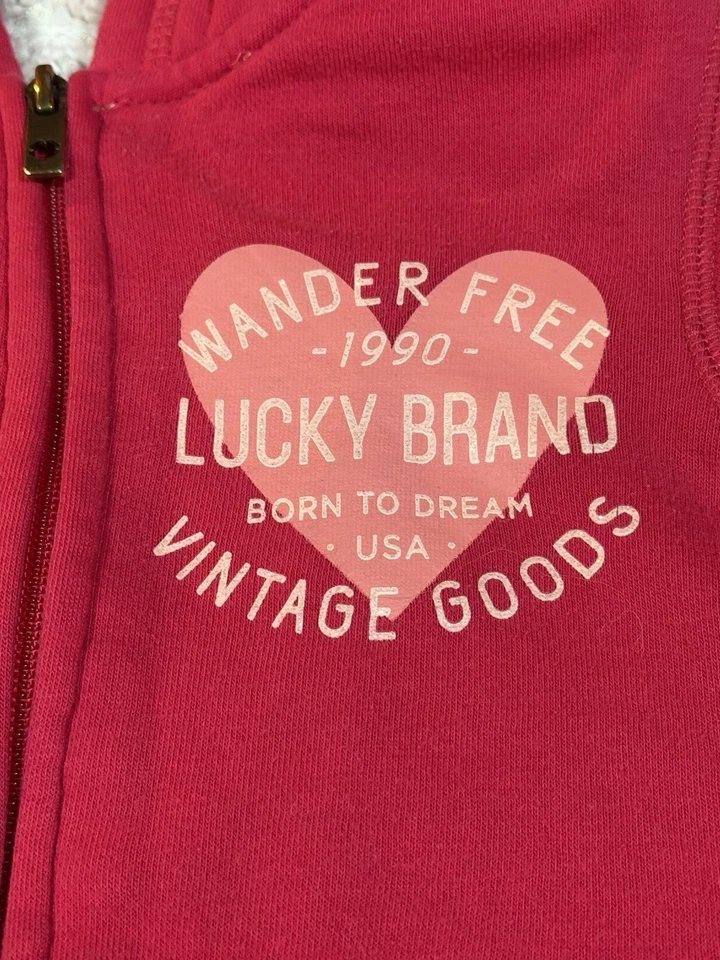 WANDER FREE
-1990-
LUCKY BRAND
BORN TO DREAM
· USA ·
VINTAGE GOODS